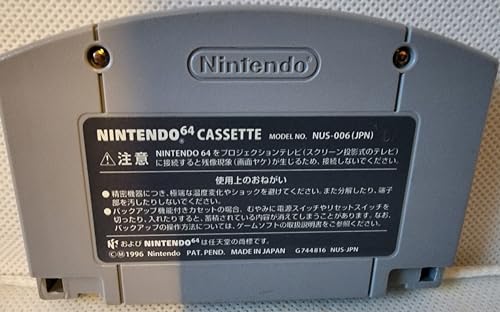 Nintendo®
NINTENDO64 CASSETTE MODEL NO. NUS-006(JPN)
⚠注意 NINTENDO 64をプロジェクションテレビ(スクリーン投影式のテレビ)
に接続すると残像現象(画面ヤケ)が生じるため、接続しないでください。
使用上のおねがい
●精密機器につき、極端な温度変化やショックを避けてください。また分解したり、端子
部を汚したりしないでください。
●バックアップ機能付きカセットの場合、むやみに電源スイッチやリセットスイッチを
切ったり、入れたりすると、蓄積されている内容が消えてしまうことがあります。なお、
バックアップの操作方法については、ゲームソフトの取扱説明書をご参照ください。
および NINTENDO64 は任天堂の商標です。
©Ⓜ1996 Nintendo PAT. PEND. MADE IN JAPAN G744816 NUS-JPN